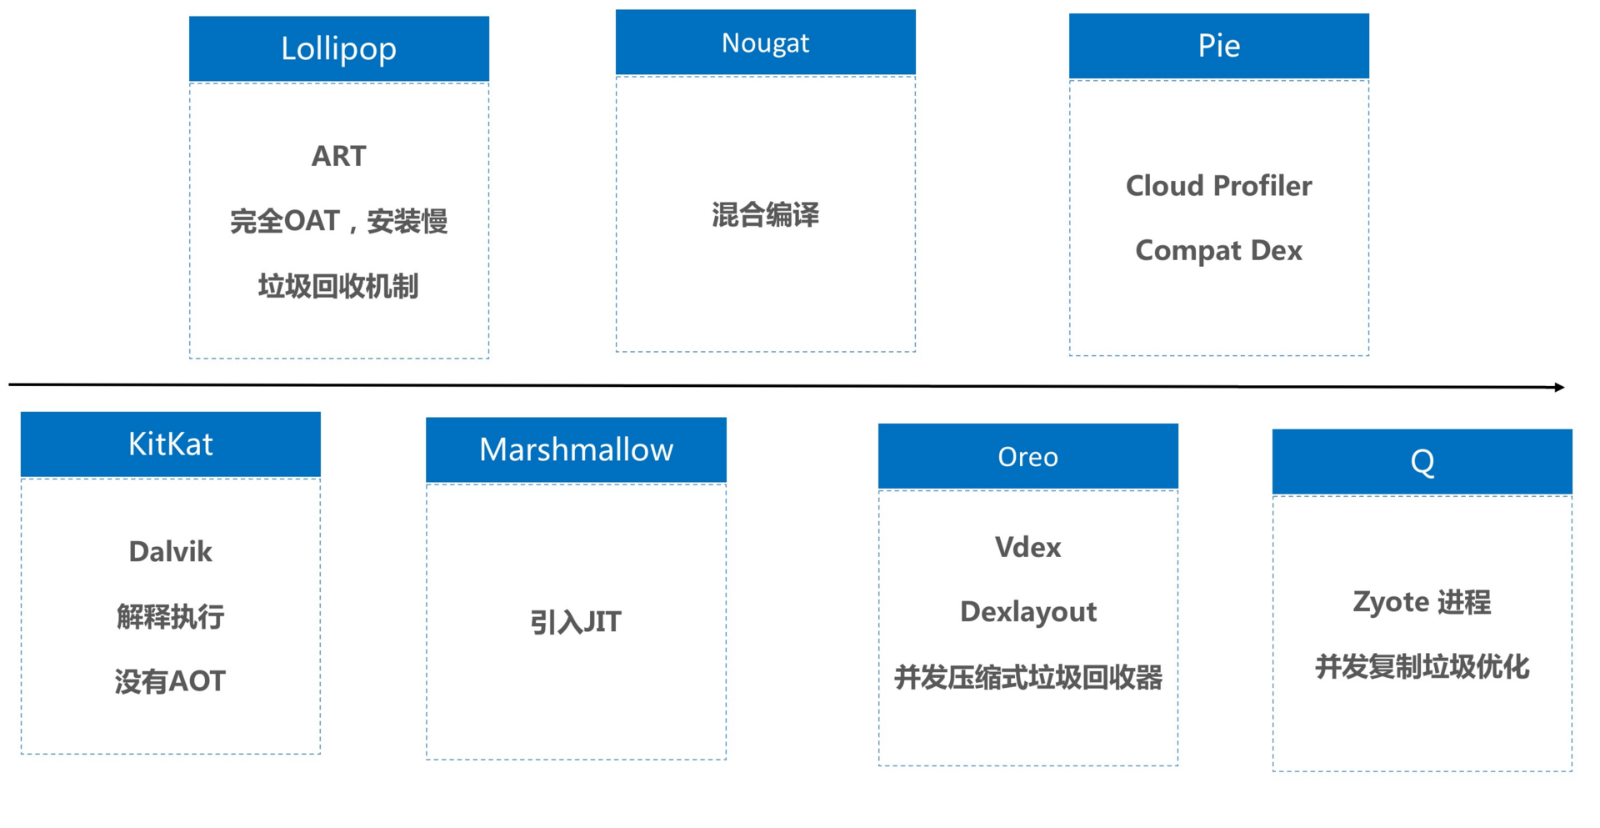 Lollipop
ART
完全OAT，安装慢
垃圾回收机制
Nougat
混合编译
Pie
Cloud Profiler
Compat Dex
KitKat
Dalvik
解释执行
没有AOT
Marshmallow
引入JIT
Oreo
Vdex
Dexlayout
并发压缩式垃圾回收器
Q
Zyote 进程
并发复制垃圾优化